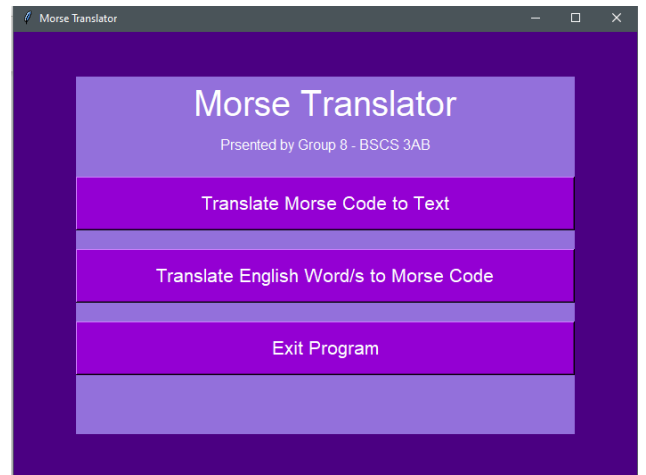 Morse Translator
Morse Translator
Prsented by Group 8 - BSCS 3AB
Translate Morse Code to Text
Translate English Word/s to Morse Code
Exit Program